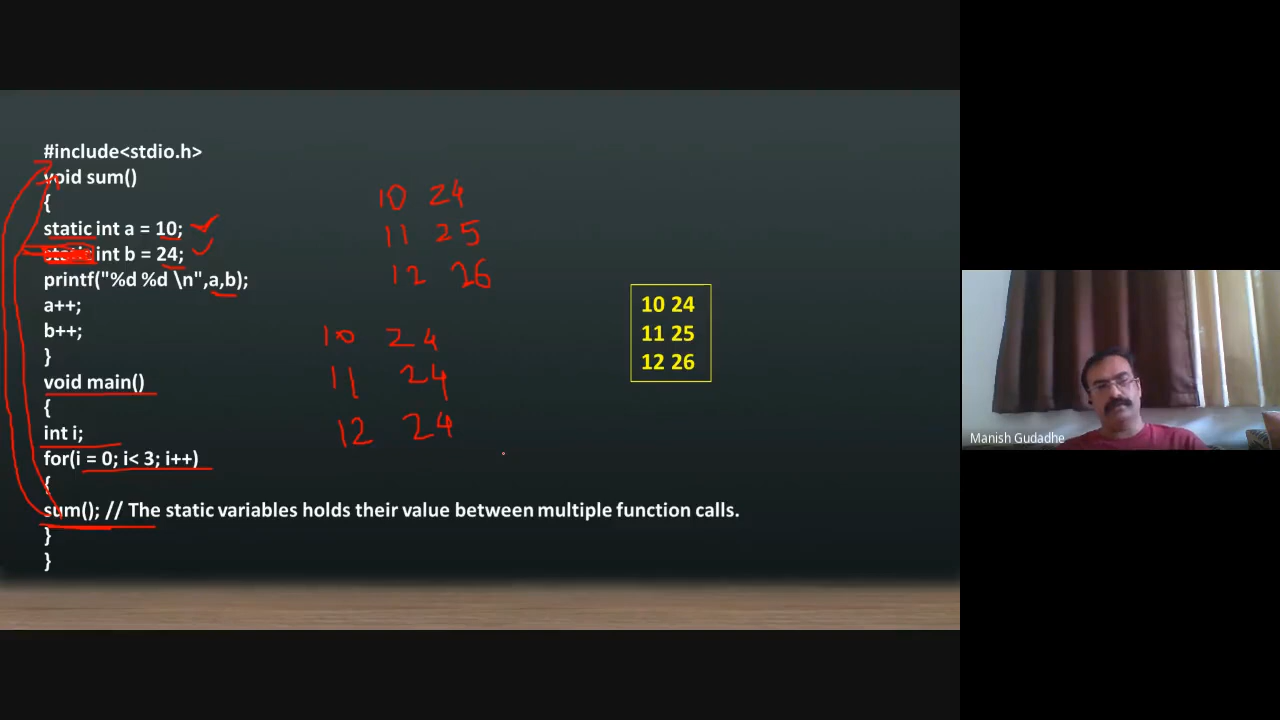 #include<stdio.h>
void sum()
{
static int a = 10;
static int b = 24;
printf("%d %d \n",a,b);
a++;
b++;
}
void main()
{
int i;
for(i = 0; i< 3; i++)
{
sum(); // The static variables holds their value between multiple function calls.
}
}
10 24
11 25
12 26
10 24
11 24
12 24
10 24
11 25
12 26
Manish Gudadhe